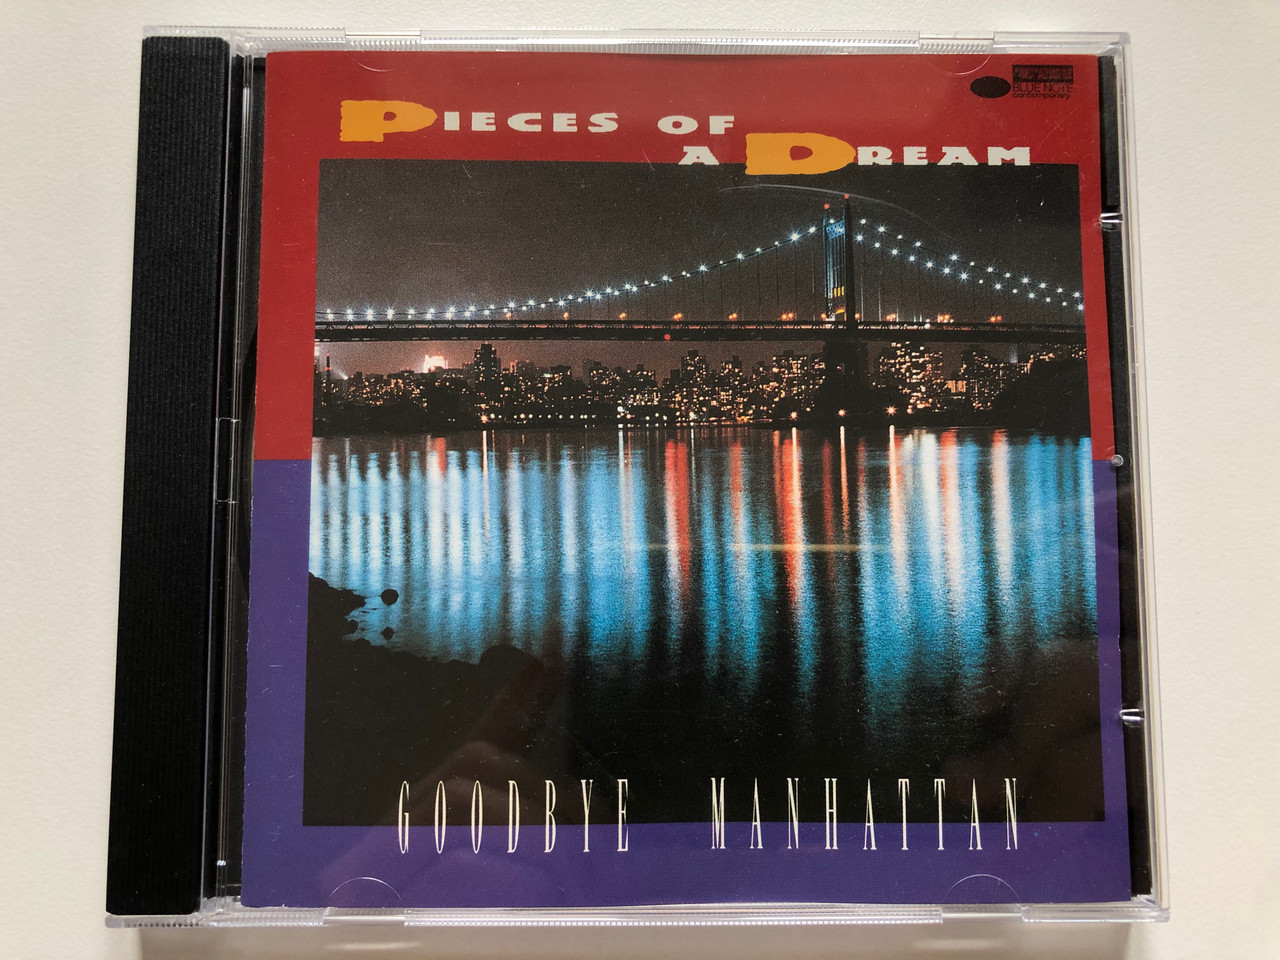 PIECES OF
A DREAM
BLUE NOTE
contemporary
GOODBYE MANHATTAN